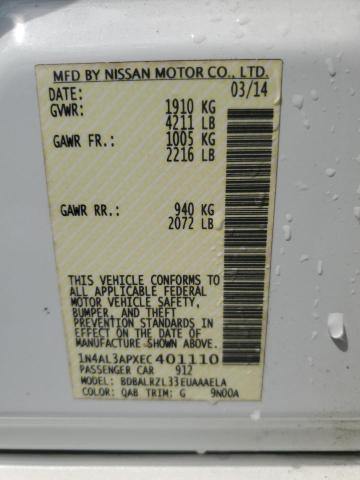 MFD BY NISSAN MOTOR CO., LTD.
DATE: 03/14
GVWR: 1910 KG
4211 LB
GAWR FR.: 1005 KG
2216 LB
GAWR RR.: 940 KG
2072 LB
THIS VEHICLE CONFORMS TO
ALL APPLICABLE FEDERAL
MOTOR VEHICLE SAFETY,
BUMPER, AND THEFT
PREVENTION STANDARDS IN
EFFECT ON THE DATE OF
MANUFACTURE SHOWN ABOVE.
1N4AL3APXEC401110
PASSENGER CAR 912
MODEL: BDBALRZL33EUAAAELA
COLOR: QAB TRIM: G 9N00A